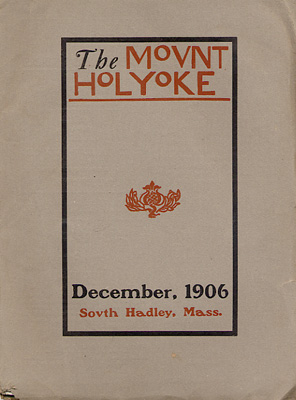 The MOVNT
HOLYOKE
December, 1906
Sovth Hadley, Mass.